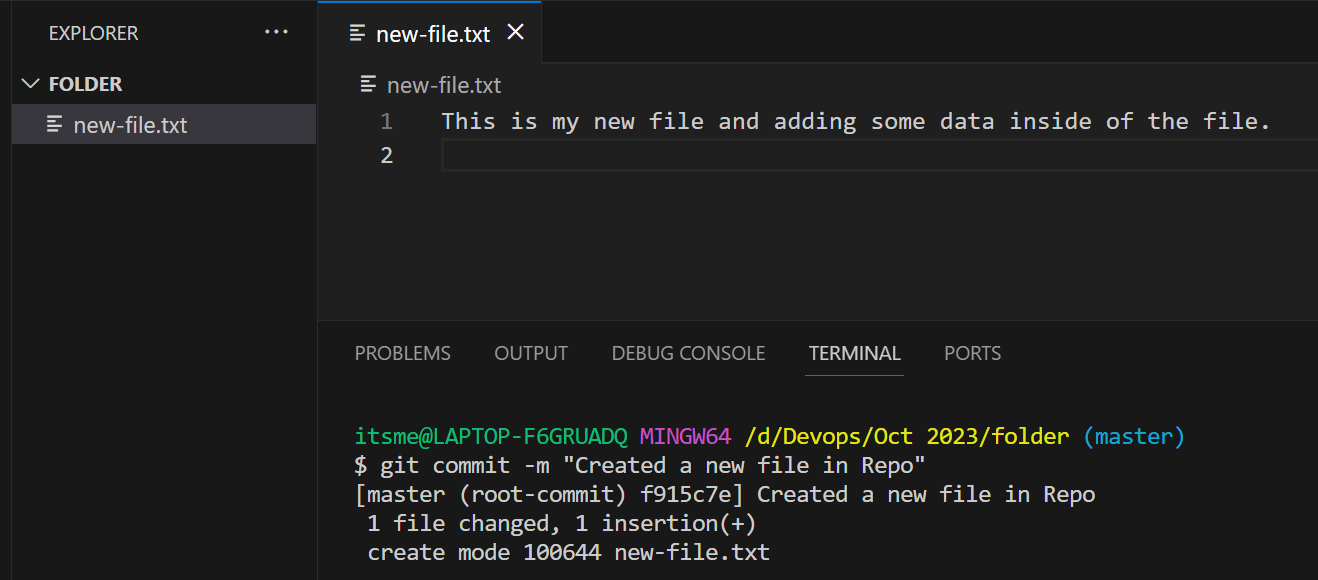 EXPLORER
FOLDER
new-file.txt
new-file.txt
new-file.txt
1 This is my new file and adding some data inside of the file.
2
PROBLEMS OUTPUT DEBUG CONSOLE TERMINAL PORTS
itsme@LAPTOP-F6GRUADQ MINGW64 /d/Devops/Oct 2023/folder (master)
$ git commit -m "Created a new file in Repo"
[master (root-commit) f915c7e] Created a new file in Repo
1 file changed, 1 insertion(+)
create mode 100644 new-file.txt